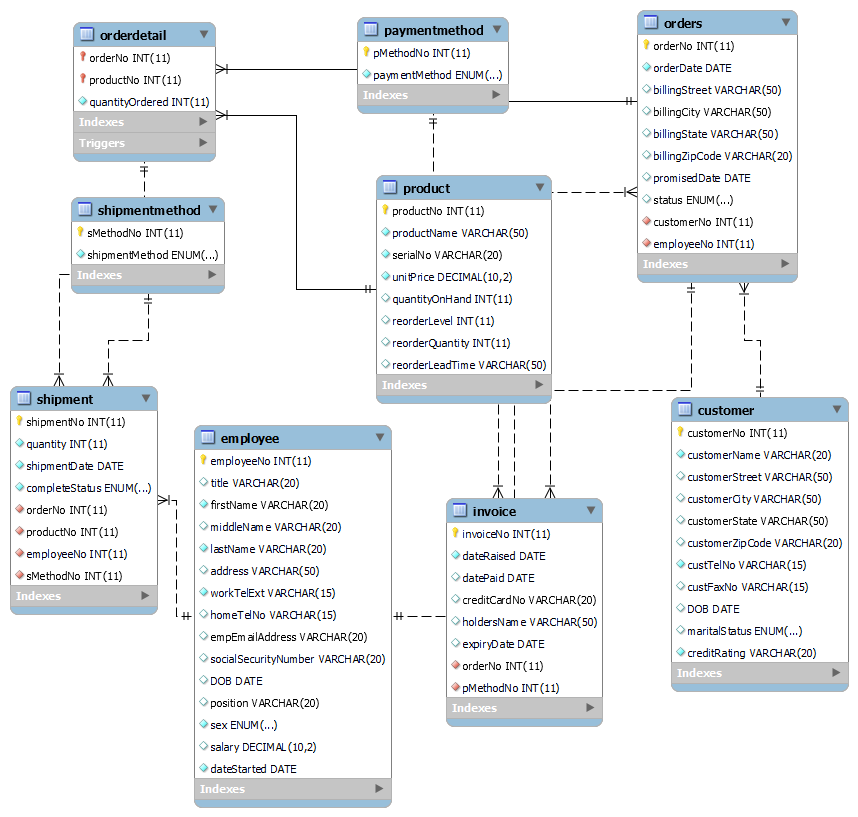 orderdetail
orderNo INT(11)
productNo INT(11)
quantityOrdered INT(11)
Indexes
Triggers
paymentmethod
pMethodNo INT(11)
paymentMethod ENUM(...)
Indexes
orders
orderNo INT(11)
orderDate DATE
billingStreet VARCHAR(50)
billingCity VARCHAR(50)
billingState VARCHAR(50)
billingZipCode VARCHAR(20)
promisedDate DATE
status ENUM(...)
customerNo INT(11)
employeeNo INT(11)
Indexes
shipmentmethod
sMethodNo INT(11)
shipmentMethod ENUM(...)
Indexes
product
productNo INT(11)
productName VARCHAR(50)
serialNo VARCHAR(20)
unitPrice DECIMAL(10,2)
quantityOnHand INT(11)
reorderLevel INT(11)
reorderQuantity INT(11)
reorderLeadTime VARCHAR(50)
Indexes
shipment
shipmentNo INT(11)
quantity INT(11)
shipmentDate DATE
completeStatus ENUM(...)
orderNo INT(11)
productNo INT(11)
employeeNo INT(11)
sMethodNo INT(11)
Indexes
employee
employeeNo INT(11)
title VARCHAR(20)
firstName VARCHAR(20)
middleName VARCHAR(20)
lastName VARCHAR(20)
address VARCHAR(50)
workTelExt VARCHAR(15)
homeTelNo VARCHAR(15)
empEmailAddress VARCHAR(20)
socialSecurityNumber VARCHAR(20)
DOB DATE
position VARCHAR(20)
sex ENUM(...)
salary DECIMAL(10,2)
dateStarted DATE
Indexes
invoice
invoiceNo INT(11)
dateRaised DATE
datePaid DATE
creditCardNo VARCHAR(20)
holdersName VARCHAR(50)
expiryDate DATE
orderNo INT(11)
pMethodNo INT(11)
Indexes
customer
customerNo INT(11)
customerName VARCHAR(20)
customerStreet VARCHAR(50)
customerCity VARCHAR(50)
customerState VARCHAR(50)
customerZipCode VARCHAR(20)
custTelNo VARCHAR(15)
custFaxNo VARCHAR(15)
DOB DATE
maritalStatus ENUM(...)
creditRating VARCHAR(20)
Indexes